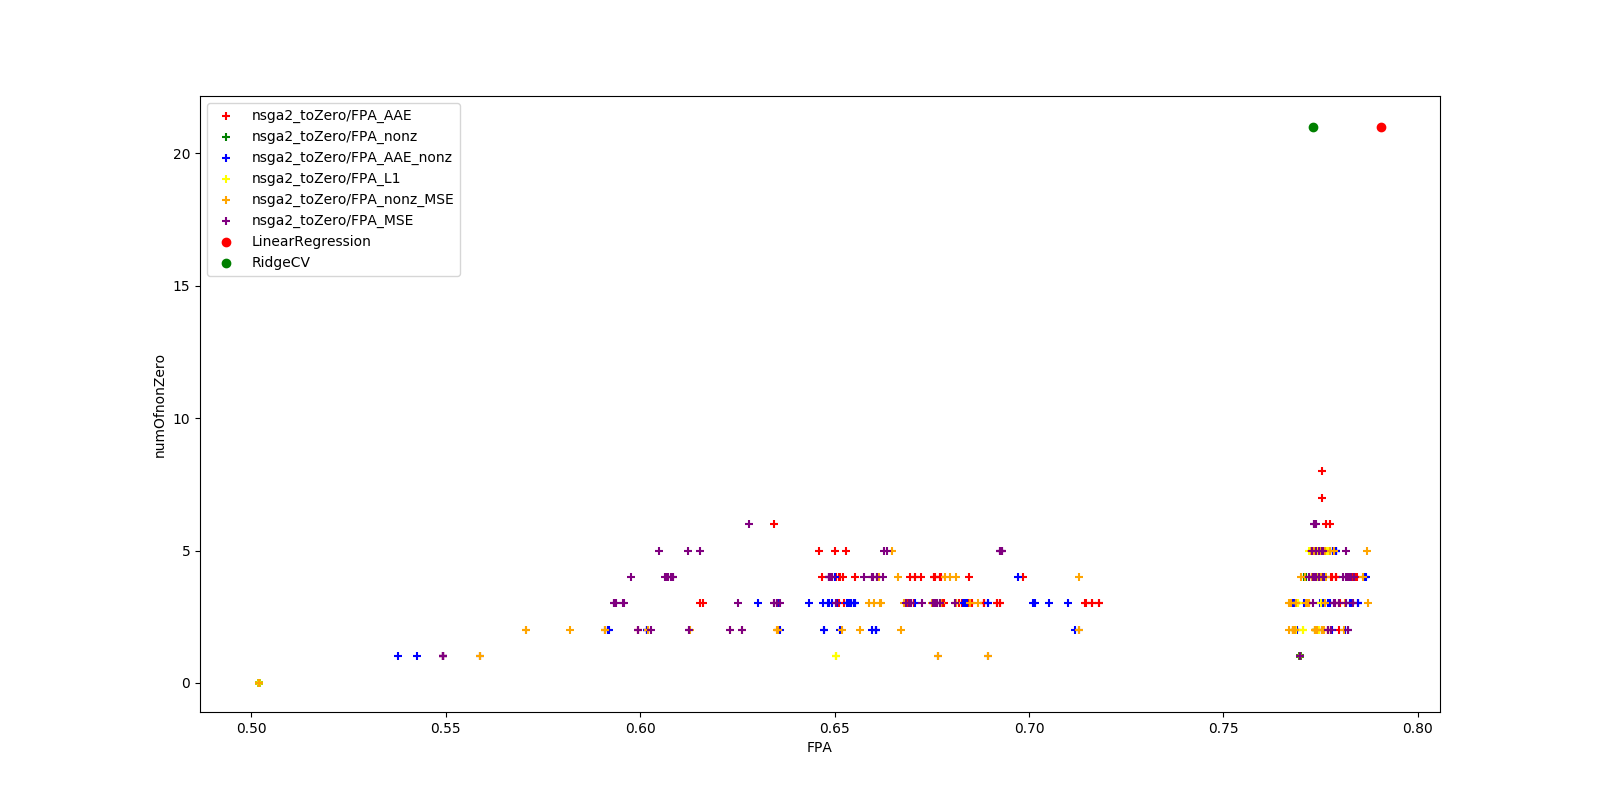 nsga2_toZero/FPA_AAE
nsga2_toZero/FPA_nonz
nsga2_toZero/FPA_AAE_nonz
nsga2_toZero/FPA_L1
nsga2_toZero/FPA_nonz_MSE
nsga2_toZero/FPA_MSE
LinearRegression
RidgeCV
20
15
10
5
0
numOfnonZero
0.50 0.55 0.60 0.65 0.70 0.75 0.80
FPA